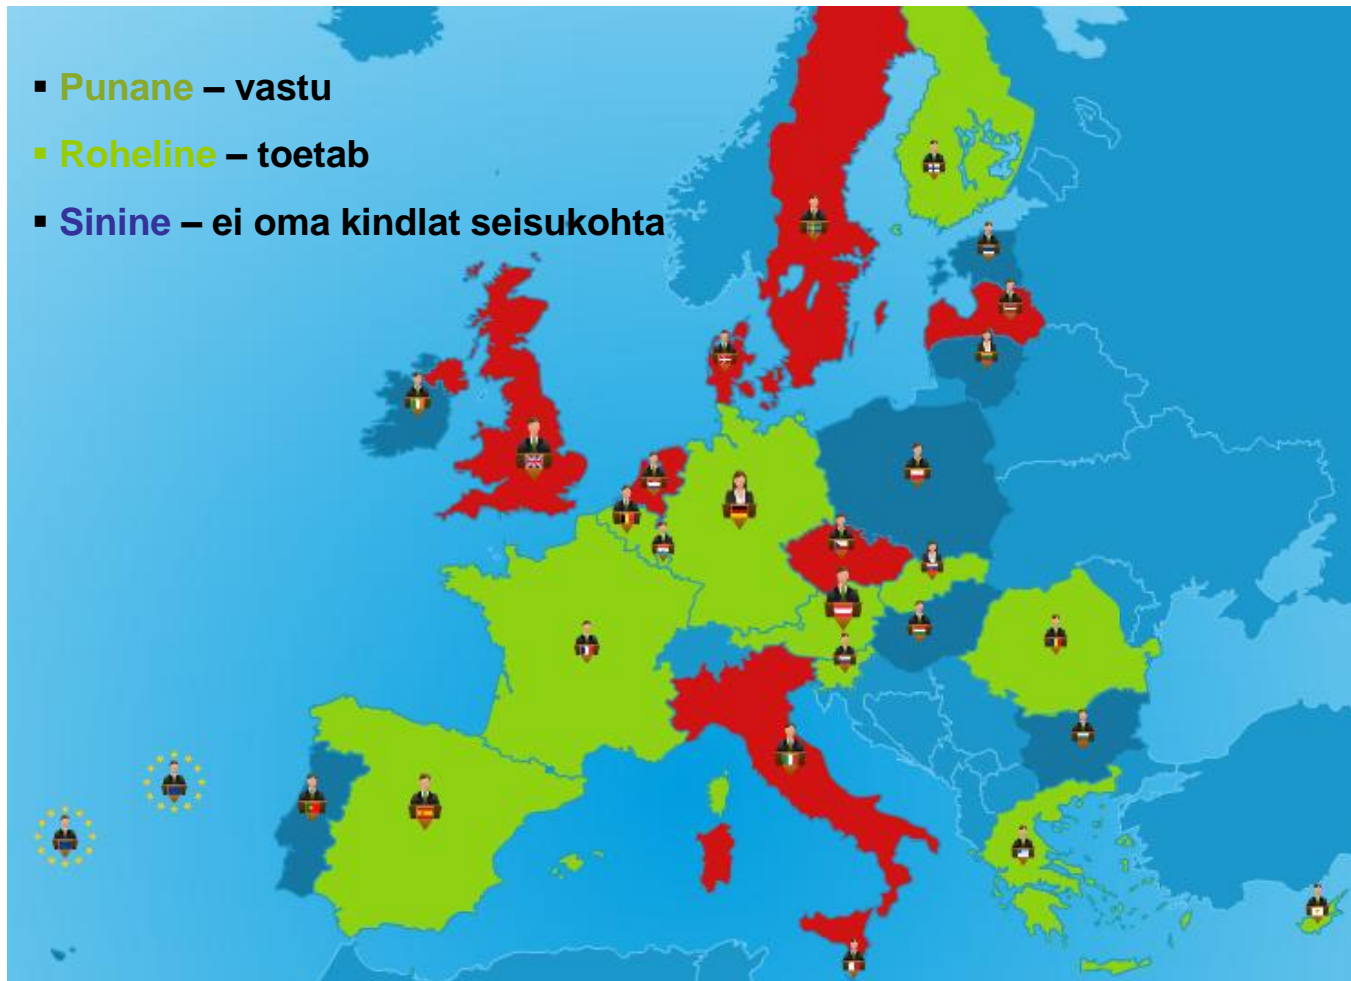 ▪ Punane – vastu
▪ Roheline – toetab
▪ Sinine – ei oma kindlat seisukohta